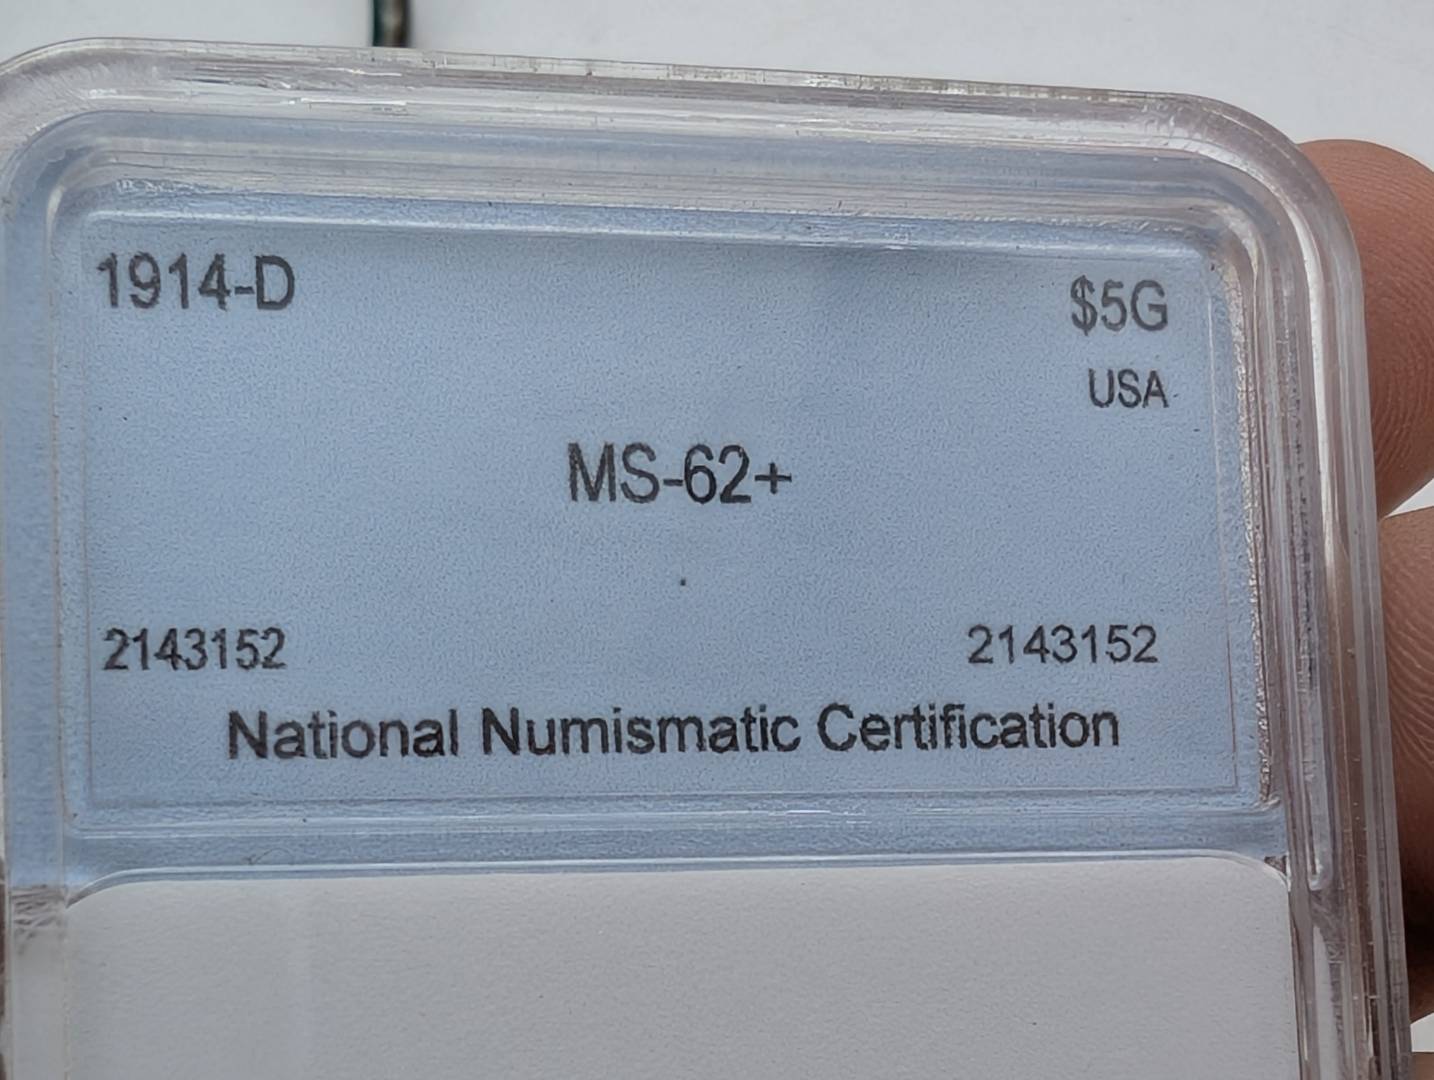 1914-D $5G
USA
MS-62+
2143152 2143152
National Numismatic Certification